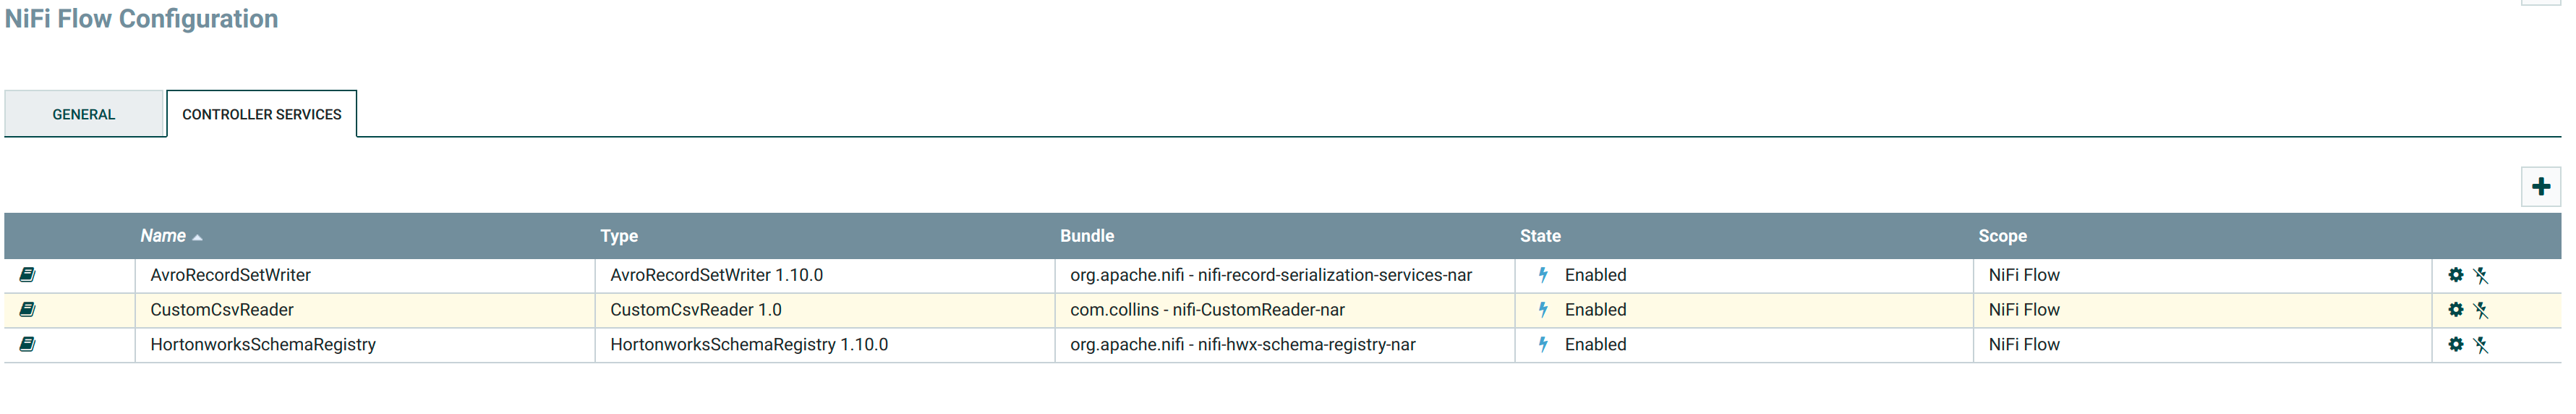 NiFi Flow Configuration
GENERAL CONTROLLER SERVICES
Name Type Bundle State Scope
AvroRecordSetWriter AvroRecordSetWriter 1.10.0 org.apache.nifi - nifi-record-serialization-services-nar Enabled NiFi Flow
CustomCsvReader CustomCsvReader 1.0 com.collins - nifi-CustomReader-nar Enabled NiFi Flow
HortonworksSchemaRegistry HortonworksSchemaRegistry 1.10.0 org.apache.nifi - nifi-hwx-schema-registry-nar Enabled NiFi Flow